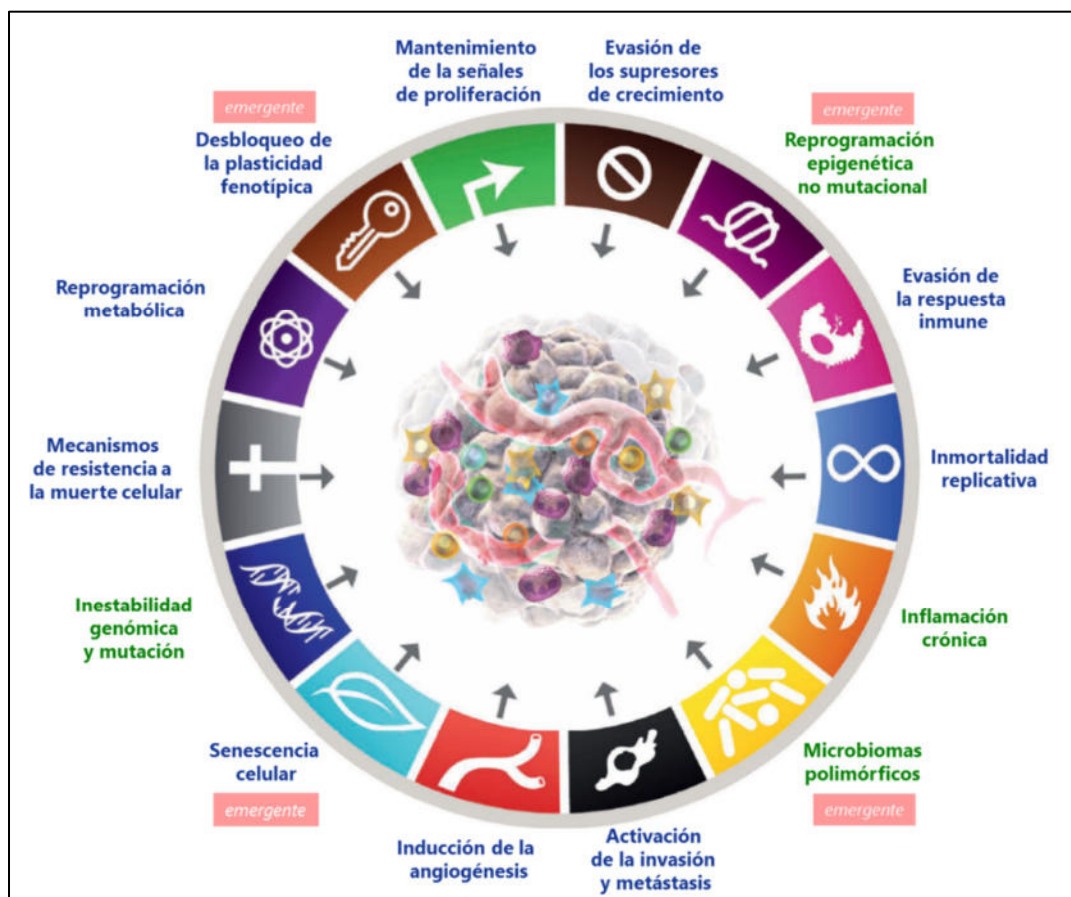 Mantenimiento
de la señales
de proliferación
Evasión de
los supresores
de crecimiento
emergente
Reprogramación
epigenética
no mutacional
Evasión de
la respuesta
inmune
Inmortalidad
replicativa
Inflamación
crónica
Microbiomas
polimórficos
emergente
Activación
de la invasión
y metástasis
Inducción de la
angiogénesis
Senescencia
celular
emergente
Inestabilidad
genómica
y mutación
Mecanismos
de resistencia a
la muerte celular
Reprogramación
metabólica
emergente
Desbloqueo de
la plasticidad
fenotípica